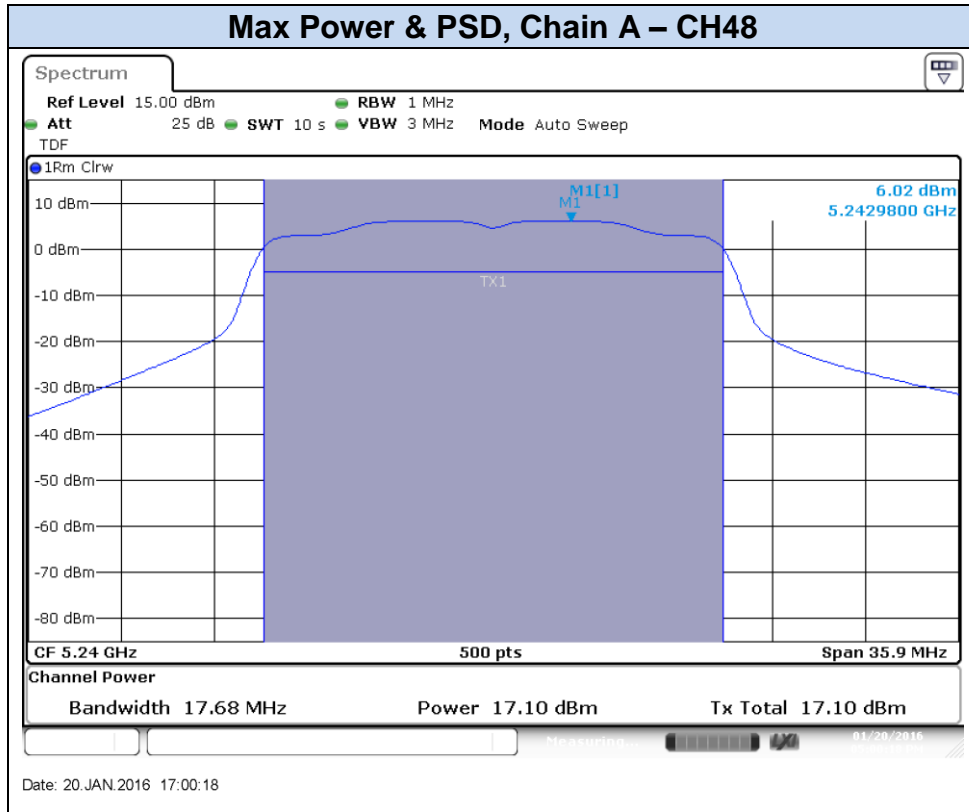 Max Power & PSD, Chain A – CH48
Spectrum
Ref Level 15.00 dBm RBW 1 MHz
Att 25 dB SWT 10 s VBW 3 MHz Mode Auto Sweep
TDF
1Rm Clrw
M1[1] 6.02 dBm
5.2429800 GHz
M1
10 dBm
0 dBm
TX1
-10 dBm
-20 dBm
-30 dBm
-40 dBm
-50 dBm
-60 dBm
-70 dBm
-80 dBm
CF 5.24 GHz 500 pts Span 35.9 MHz
Channel Power
Bandwidth 17.68 MHz Power 17.10 dBm Tx Total 17.10 dBm
Measuring... LXI 01/20/2016
Date: 20.JAN.2016 17:00:18